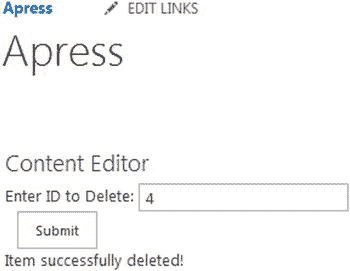 Apress EDIT LINKS
Apress
Content Editor
Enter ID to Delete: 4
Submit
Item successfully deleted!